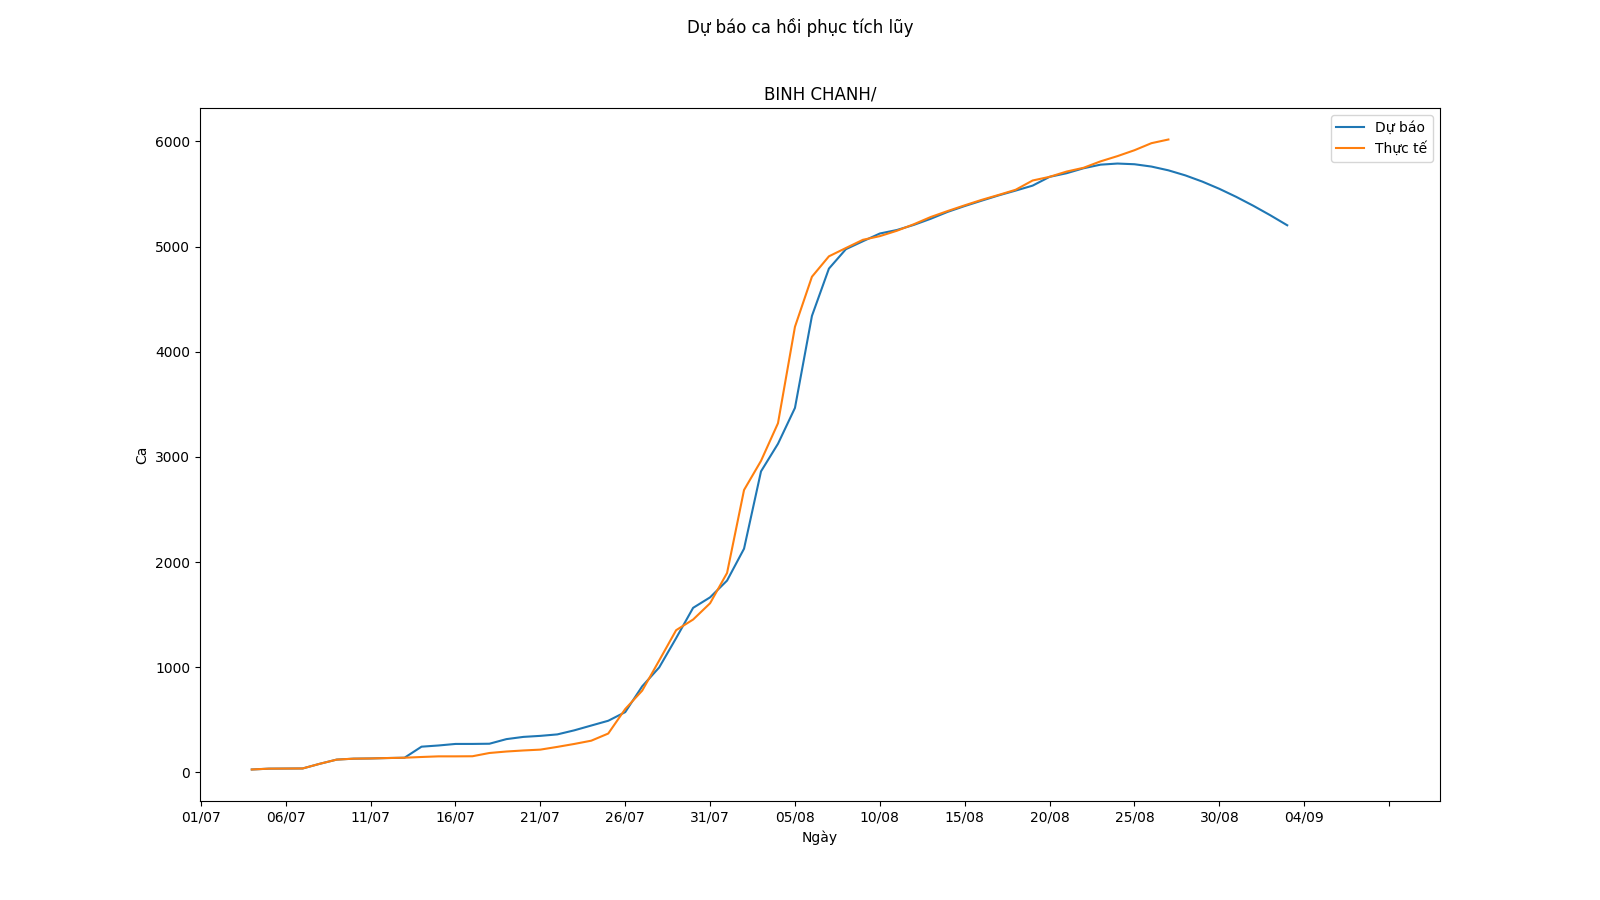 Dự báo ca hồi phục tích lũy
BINH CHANH/
Dự báo
Thực tế
6000
5000
4000
3000
2000
1000
0
Ca
01/07 06/07 11/07 16/07 21/07 26/07 31/07 05/08 10/08 15/08 20/08 25/08 30/08 04/09
Ngày